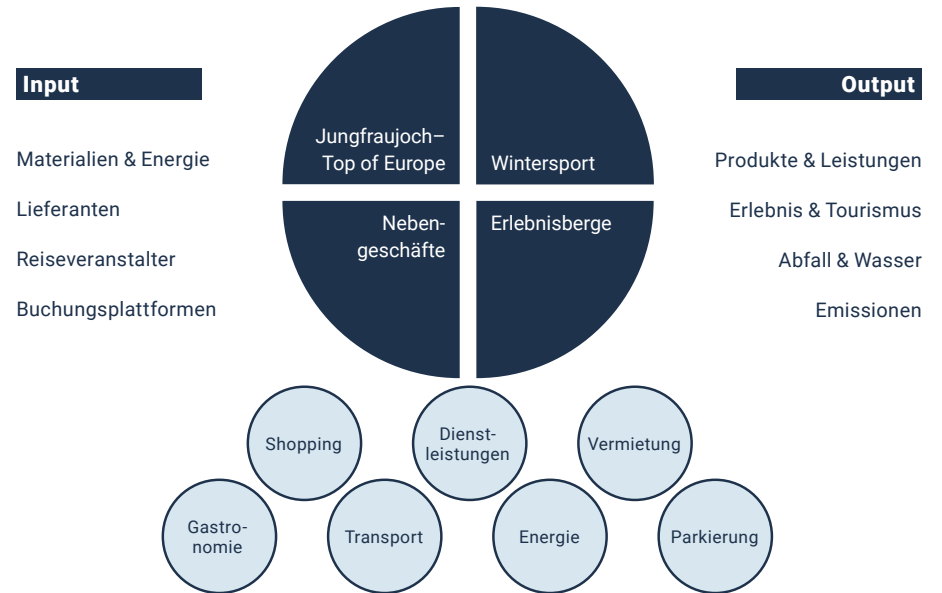 Input
Materialien & Energie
Lieferanten
Reiseveranstalter
Buchungsplattformen
Jungfraujoch–
Top of Europe
Wintersport
Neben-
geschäfte
Erlebnisberge
Output
Produkte & Leistungen
Erlebnis & Tourismus
Abfall & Wasser
Emissionen
Shopping
Dienst-
leistungen
Vermietung
Gastro-
nomie
Transport
Energie
Parkierung